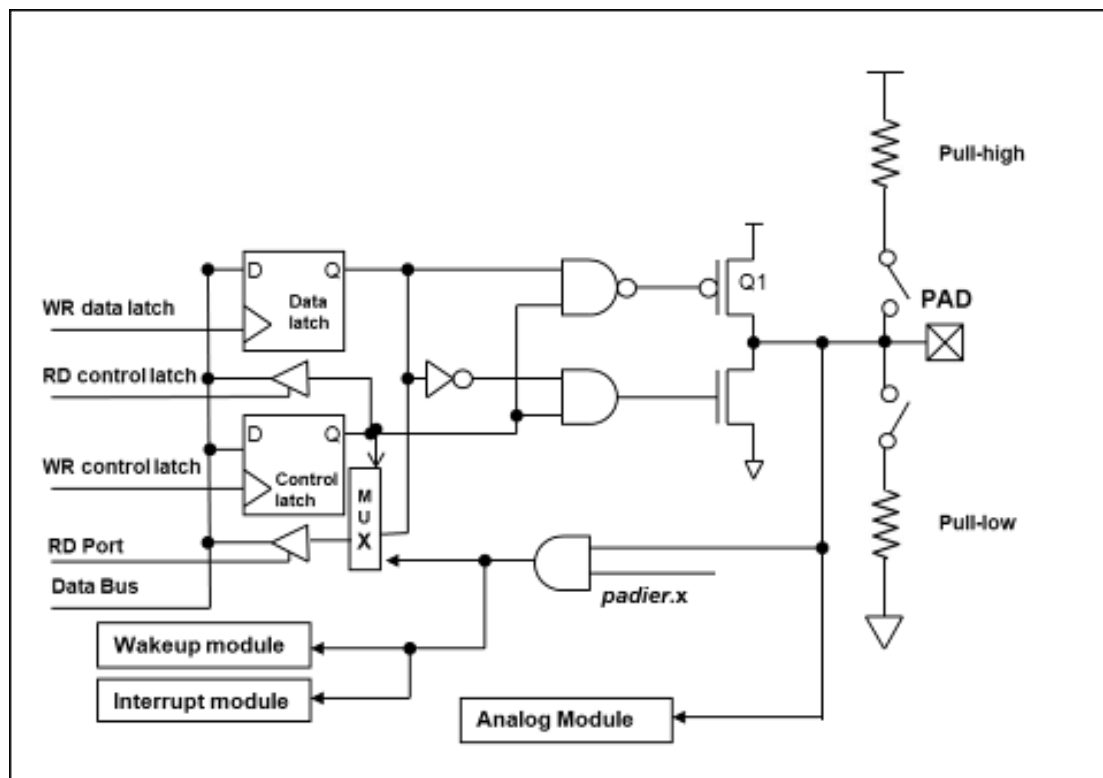 Pull-high
D Q
Data
latch
WR data latch
Q1
PAD
RD control latch
D Q
WR control latch
Control
latch
M
U
X
Pull-low
RD Port
Data Bus
padier.x
Wakeup module
Interrupt module
Analog Module